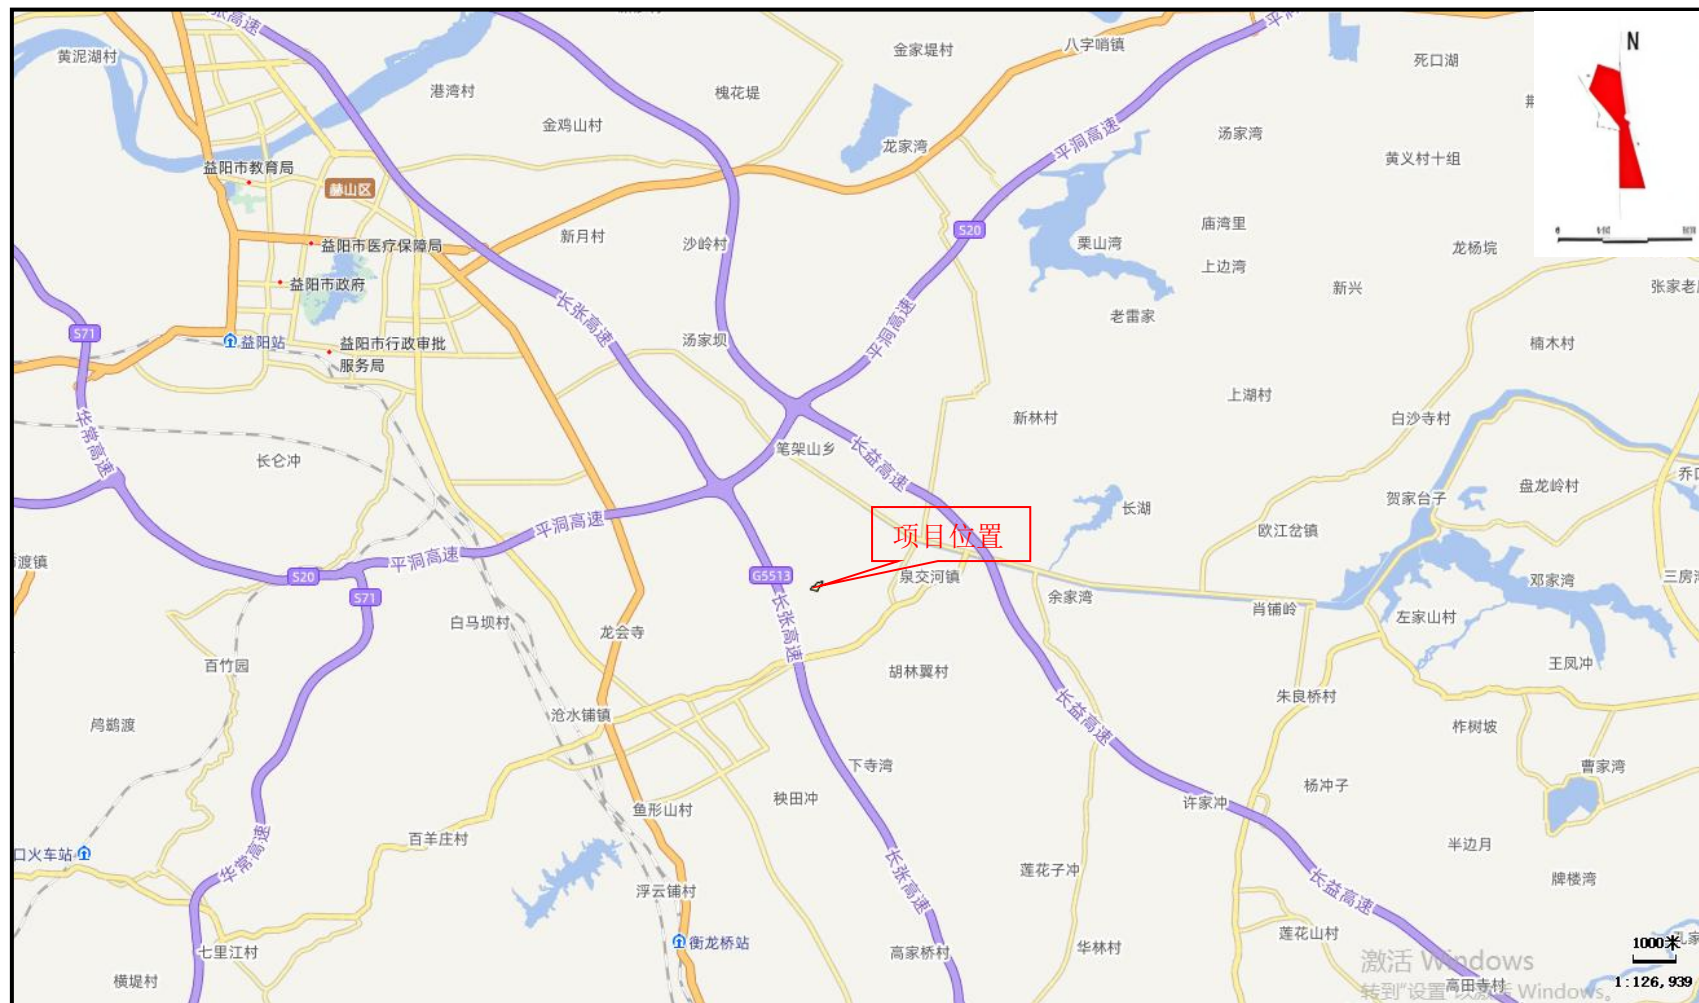 平洞高速
黄泥湖村
金家堤村
八字哨镇
死口湖
N
港湾村
槐花堤
金鸡山村
龙家湾
平洞高速
汤家湾
黄义村十组
益阳市教育局
赫山区
新月村
沙岭村
S20
栗山湾
庙湾里
龙杨垸
益阳市医疗保障局
上边湾
益阳市政府
新兴
长张高速
平洞高速
老雷家
S71
益阳站
益阳市行政审批
服务局
汤家坝
楠木村
上湖村
新林村
白沙寺村
华常高速
长仑冲
笔架山乡
长益高速
贺家台子
盘龙岭村
长湖
平洞高速
项目位置
欧江岔镇
平洞高速
S20
G5513
泉交河镇
邓家湾
S71
余家湾
肖铺岭
左家山村
白马坝村
龙会寺
长张高速
百竹园
胡林翼村
王凤冲
朱良桥村
鸬鹚渡
沧水铺镇
长益高速
柞树坡
下寺湾
曹家湾
秧田冲
杨冲子
鱼形山村
许家冲
百羊庄村
华常高速
口火车站
半边月
长张高速
莲花子冲
长益高速
牌楼湾
浮云铺村
衡龙桥站
莲花山村
七里江村
高家桥村
华林村
1000米
激活 Windows
横堤村
高田寺村
1:126,939